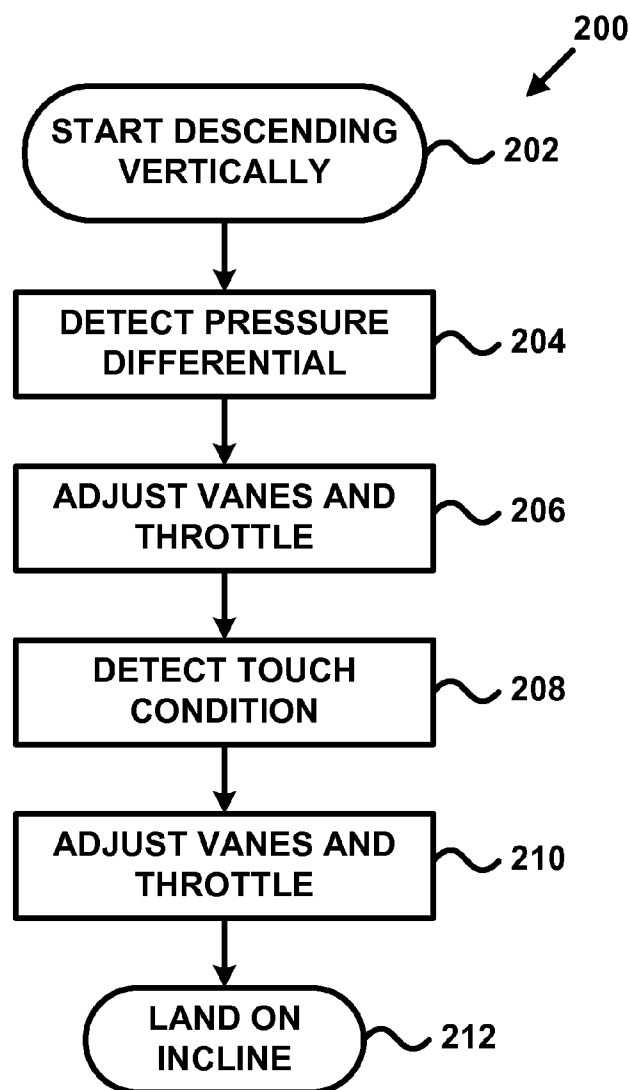 200
START DESCENDING
VERTICALLY
202
DETECT PRESSURE
DIFFERENTIAL
204
ADJUST VANES AND
THROTTLE
206
DETECT TOUCH
CONDITION
208
ADJUST VANES AND
THROTTLE
210
LAND ON
INCLINE
212